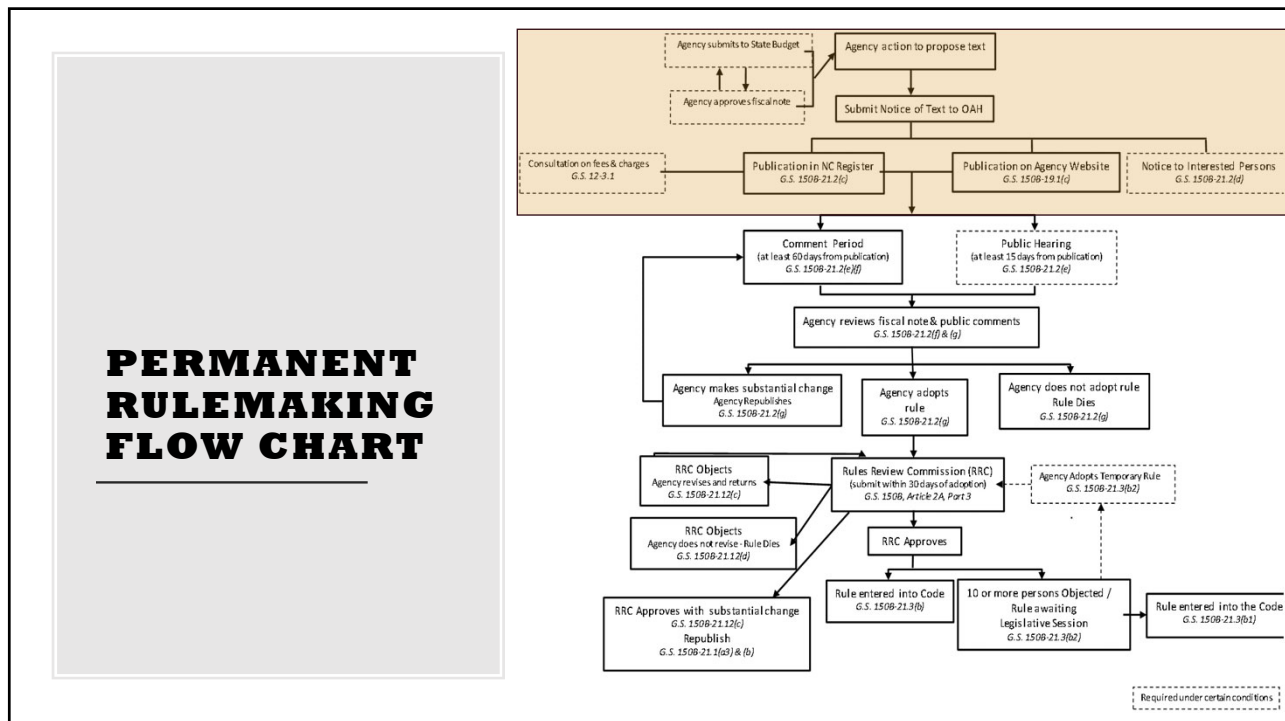 PERMANENT
RULEMAKING
FLOW CHART
Agency submits to State Budget
Agency action to propose text
Agency approves fiscal note
Submit Notice of Text to OAH
Consultation on fees & charges
G.S. 12-3.1
Publication in NC Register
G.S. 150B-21.2(c)
Publication on Agency Website
G.S. 150B-19.1(c)
Notice to Interested Persons
G.S. 150B-21.2(d)
Comment Period
(at least 60 days from publication)
G.S. 150B-21.2(e)(f)
Public Hearing
(at least 15 days from publication)
G.S. 150B-21.2(e)
Agency reviews fiscal note & public comments
G.S. 150B-21.2(f) & (g)
Agency makes substantial change
Agency Republishes
G.S. 150B-21.2(g)
Agency adopts
rule
G.S. 150B-21.2(g)
Agency does not adopt rule
Rule Dies
G.S. 150B-21.2(g)
RRC Objects
Agency revises and returns
G.S. 150B-21.12(c)
Rules Review Commission (RRC)
(submit within 30 days of adoption)
G.S. 150B, Article 2A, Part 3
Agency Adopts Temporary Rule
G.S. 150B-21.3(b2)
RRC Objects
Agency does not revise - Rule Dies
G.S. 150B-21.12(d)
RRC Approves
RRC Approves with substantial change
G.S. 150B-21.12(c)
Republish
G.S. 150B-21.1(a3) & (b)
Rule entered into Code
G.S. 150B-21.3(b)
10 or more persons Objected /
Rule awaiting
Legislative Session
G.S. 150B-21.3(b2)
Rule entered into the Code
G.S. 150B-21.3(b1)
Required under certain conditions